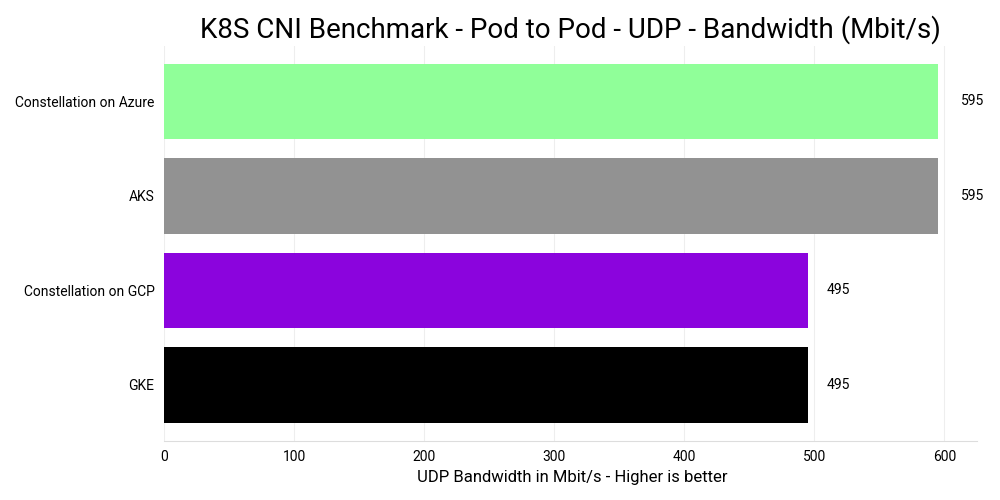 K8S CNI Benchmark - Pod to Pod - UDP - Bandwidth (Mbit/s)
Constellation on Azure
595
AKS
595
Constellation on GCP
495
GKE
495
0 100 200 300 400 500 600
UDP Bandwidth in Mbit/s - Higher is better